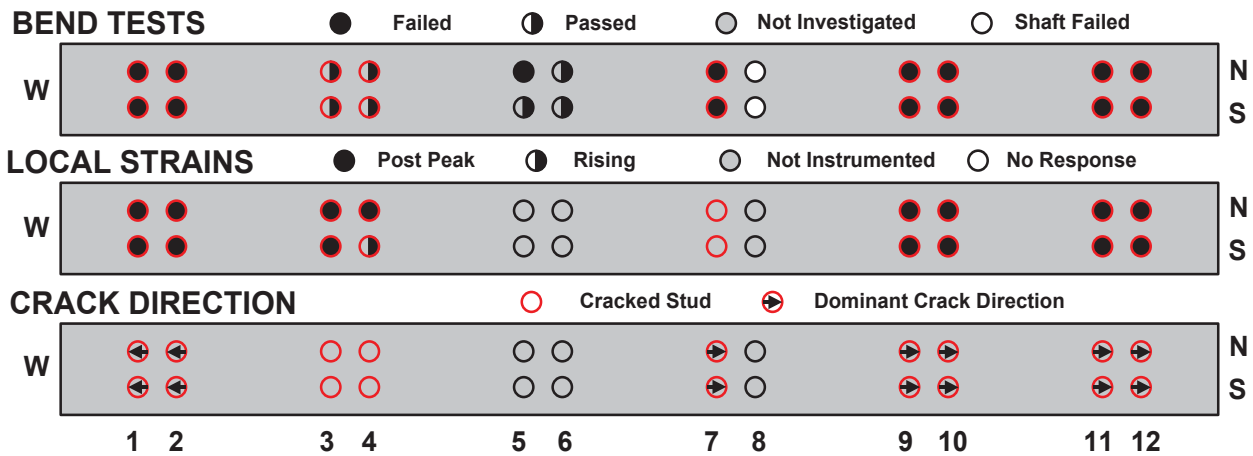 BEND TESTS Failed Passed Not Investigated Shaft Failed
W N
S
LOCAL STRAINS Post Peak Rising Not Instrumented No Response
W N
S
CRACK DIRECTION Cracked Stud Dominant Crack Direction
W N
S
1 2 3 4 5 6 7 8 9 10 11 12